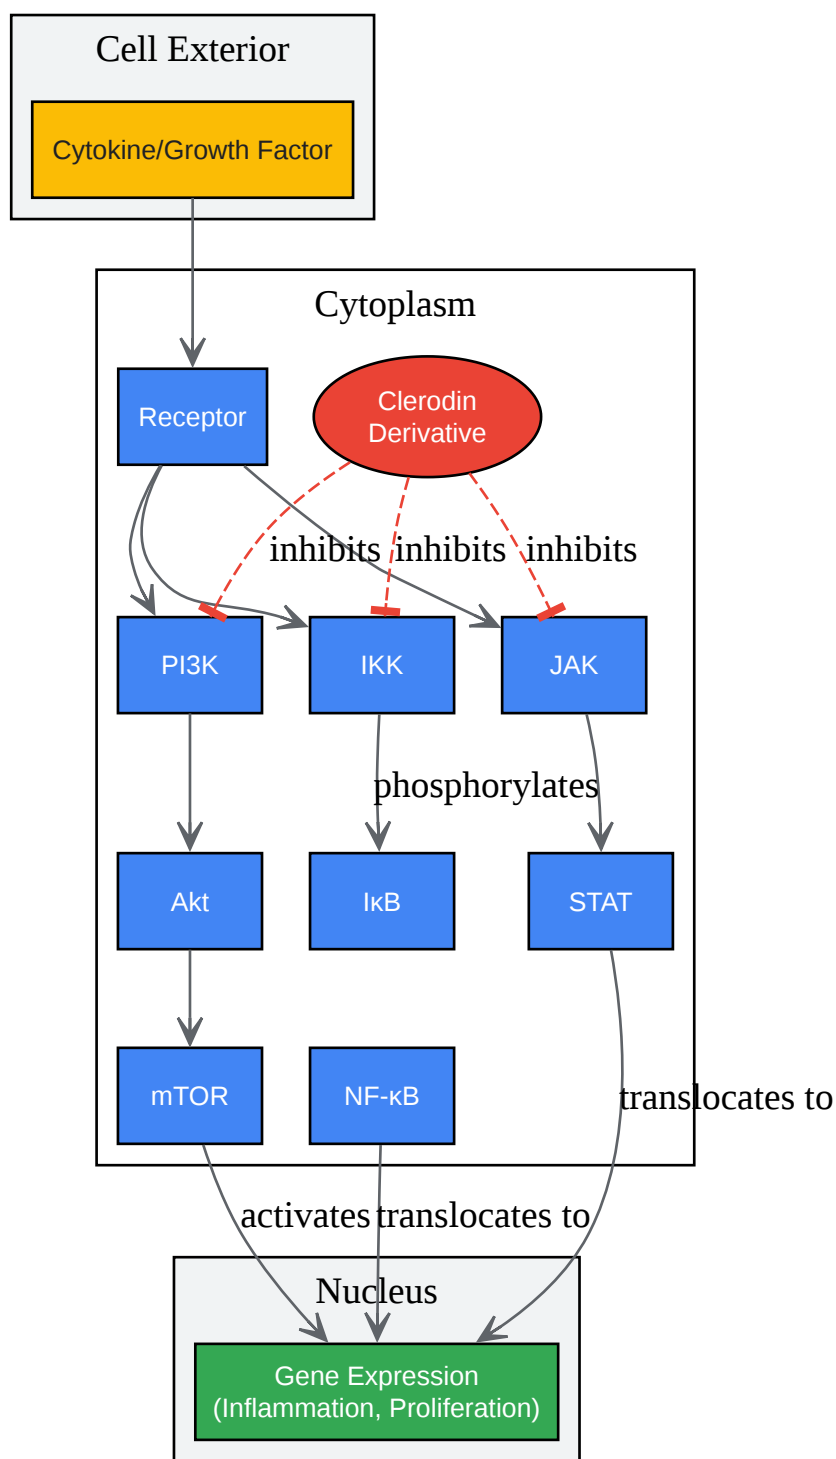 Cell Exterior
Cytokine/Growth Factor
Cytoplasm
Receptor
Clerodin
Derivative
inhibits
inhibits
inhibits
PI3K
IKK
JAK
phosphorylates
Akt
IκB
STAT
mTOR
NF-κB
translocates to
activates
translocates to
Nucleus
Gene Expression
(Inflammation, Proliferation)